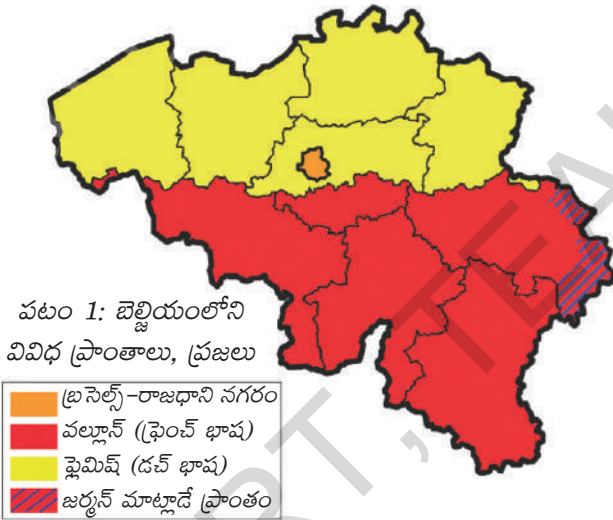 పటం 1: బెల్జియంలోని
వివిధ ప్రాంతాలు, ప్రజలు
బ్రసెల్స్-రాజధాని నగరం
వల్లూన్ (ఫ్రెంచ్ భాష)
ఫ్లెమిష్ (డచ్ భాష)
జర్మన్ మాట్లాడే ప్రాంతం